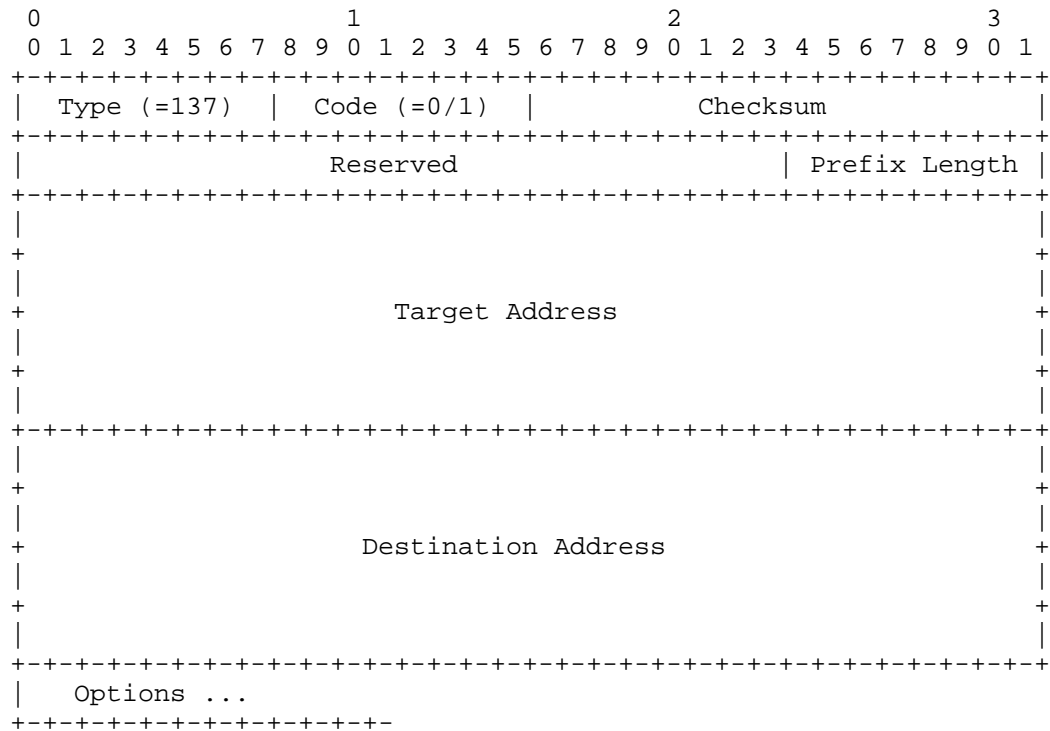 0                   1                   2                   3
 0 1 2 3 4 5 6 7 8 9 0 1 2 3 4 5 6 7 8 9 0 1 2 3 4 5 6 7 8 9 0 1
+-+-+-+-+-+-+-+-+-+-+-+-+-+-+-+-+-+-+-+-+-+-+-+-+-+-+-+-+-+-+-+-+
|  Type (=137)  |  Code (=0/1)  |          Checksum             |
+-+-+-+-+-+-+-+-+-+-+-+-+-+-+-+-+-+-+-+-+-+-+-+-+-+-+-+-+-+-+-+-+
|                   Reserved                    | Prefix Length |
+-+-+-+-+-+-+-+-+-+-+-+-+-+-+-+-+-+-+-+-+-+-+-+-+-+-+-+-+-+-+-+-+
|                                                               |
+                                                               +
|                                                               |
+                       Target Address                          +
|                                                               |
+                                                               +
|                                                               |
+-+-+-+-+-+-+-+-+-+-+-+-+-+-+-+-+-+-+-+-+-+-+-+-+-+-+-+-+-+-+-+-+
|                                                               |
+                                                               +
|                                                               |
+                     Destination Address                       +
|                                                               |
+                                                               +
|                                                               |
+-+-+-+-+-+-+-+-+-+-+-+-+-+-+-+-+-+-+-+-+-+-+-+-+-+-+-+-+-+-+-+-+
|   Options ...
+-+-+-+-+-+-+-+-+-+-+-+-